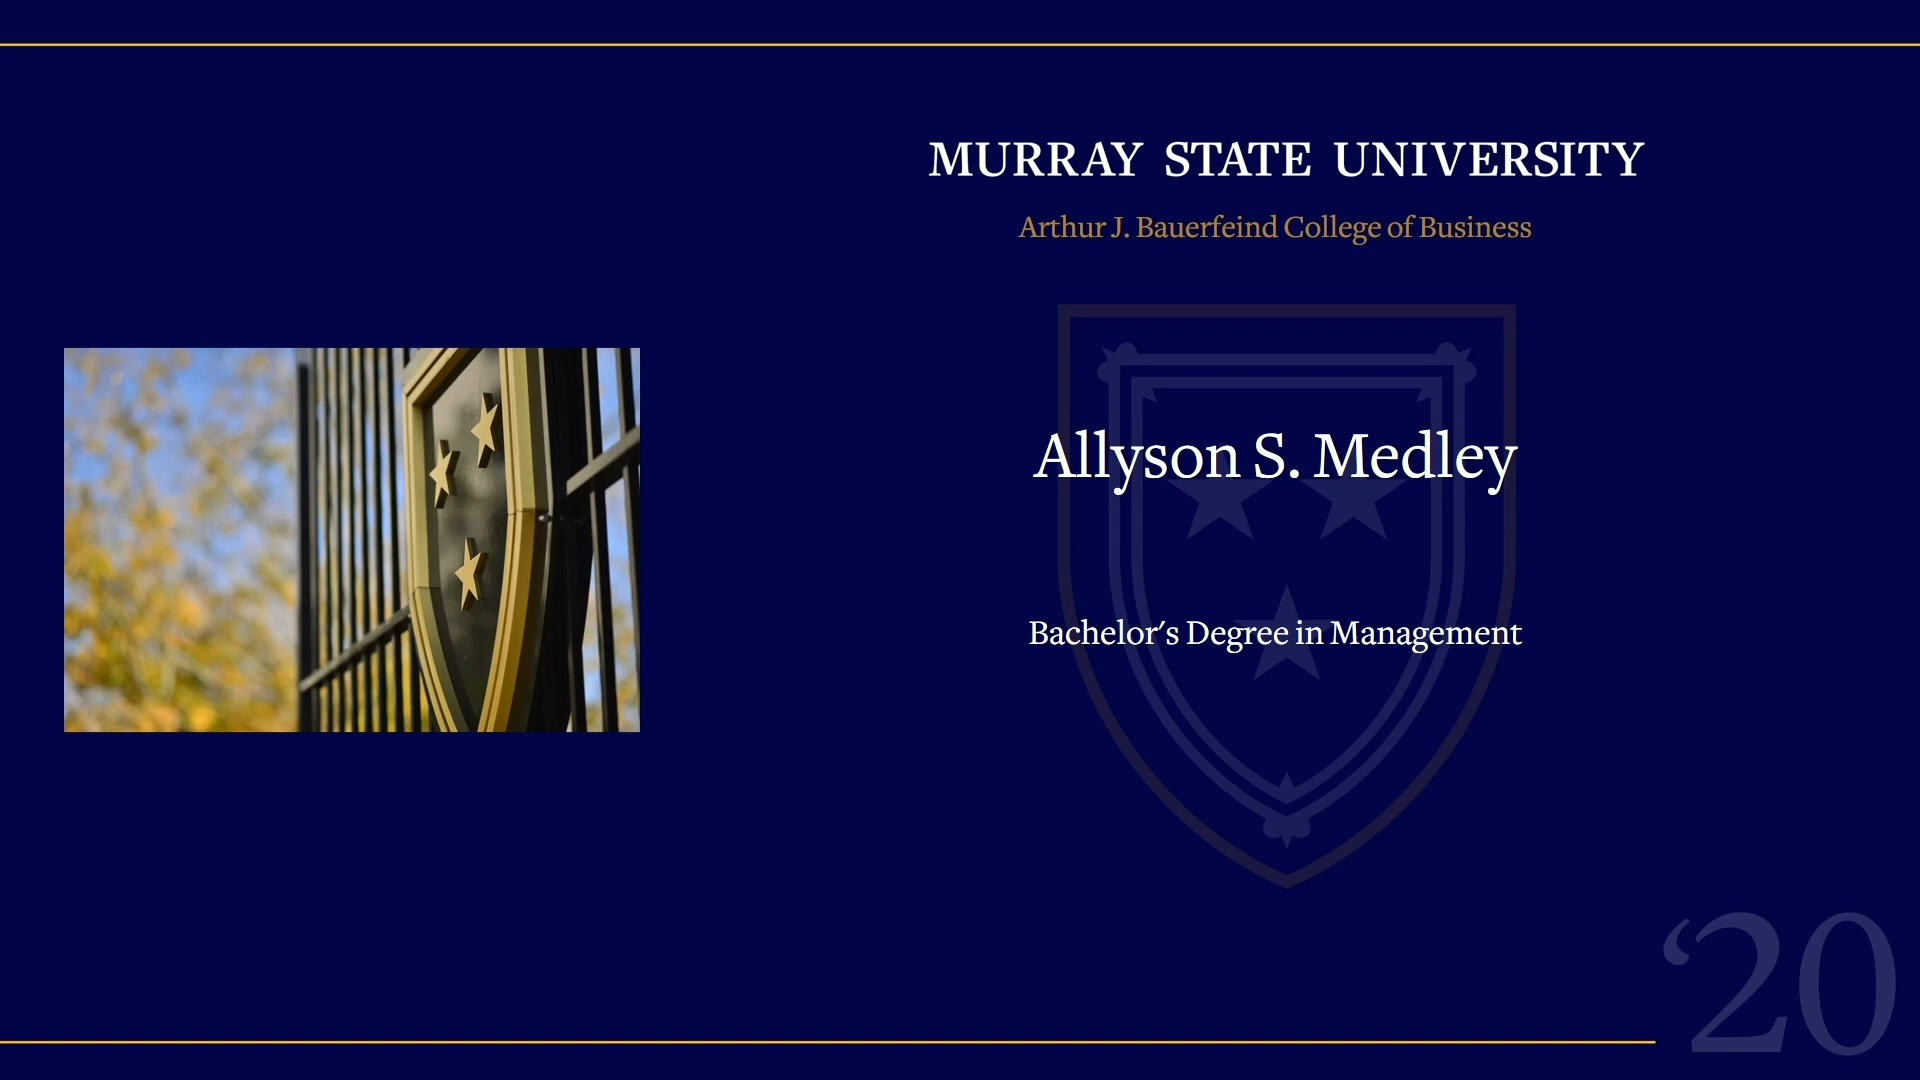 MURRAY STATE UNIVERSITY
Arthur J. Bauerfeind College of Business
Allyson S. Medley
Bachelor's Degree in Management
‘20